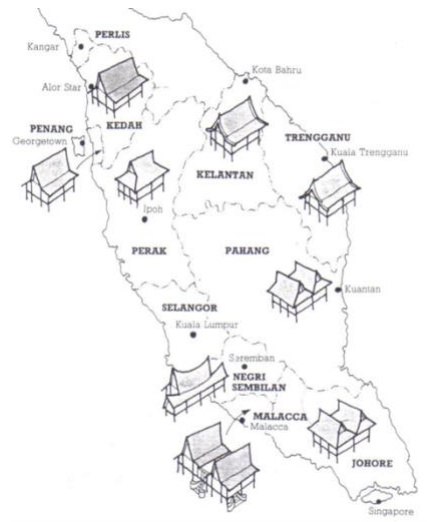 PERLIS
Kangar
Kota Bahru
Alor Star
PENANG
KEDAH
TRENGGANU
Georgetown
Kuala Trengganu
KELANTAN
Ipoh
PERAK
PAHANG
Kuantan
SELANGOR
Kuala Lumpur
Seremban
NEGRI
SEMBILAN
MALACCA
Malacca
JOHORE
Singapore